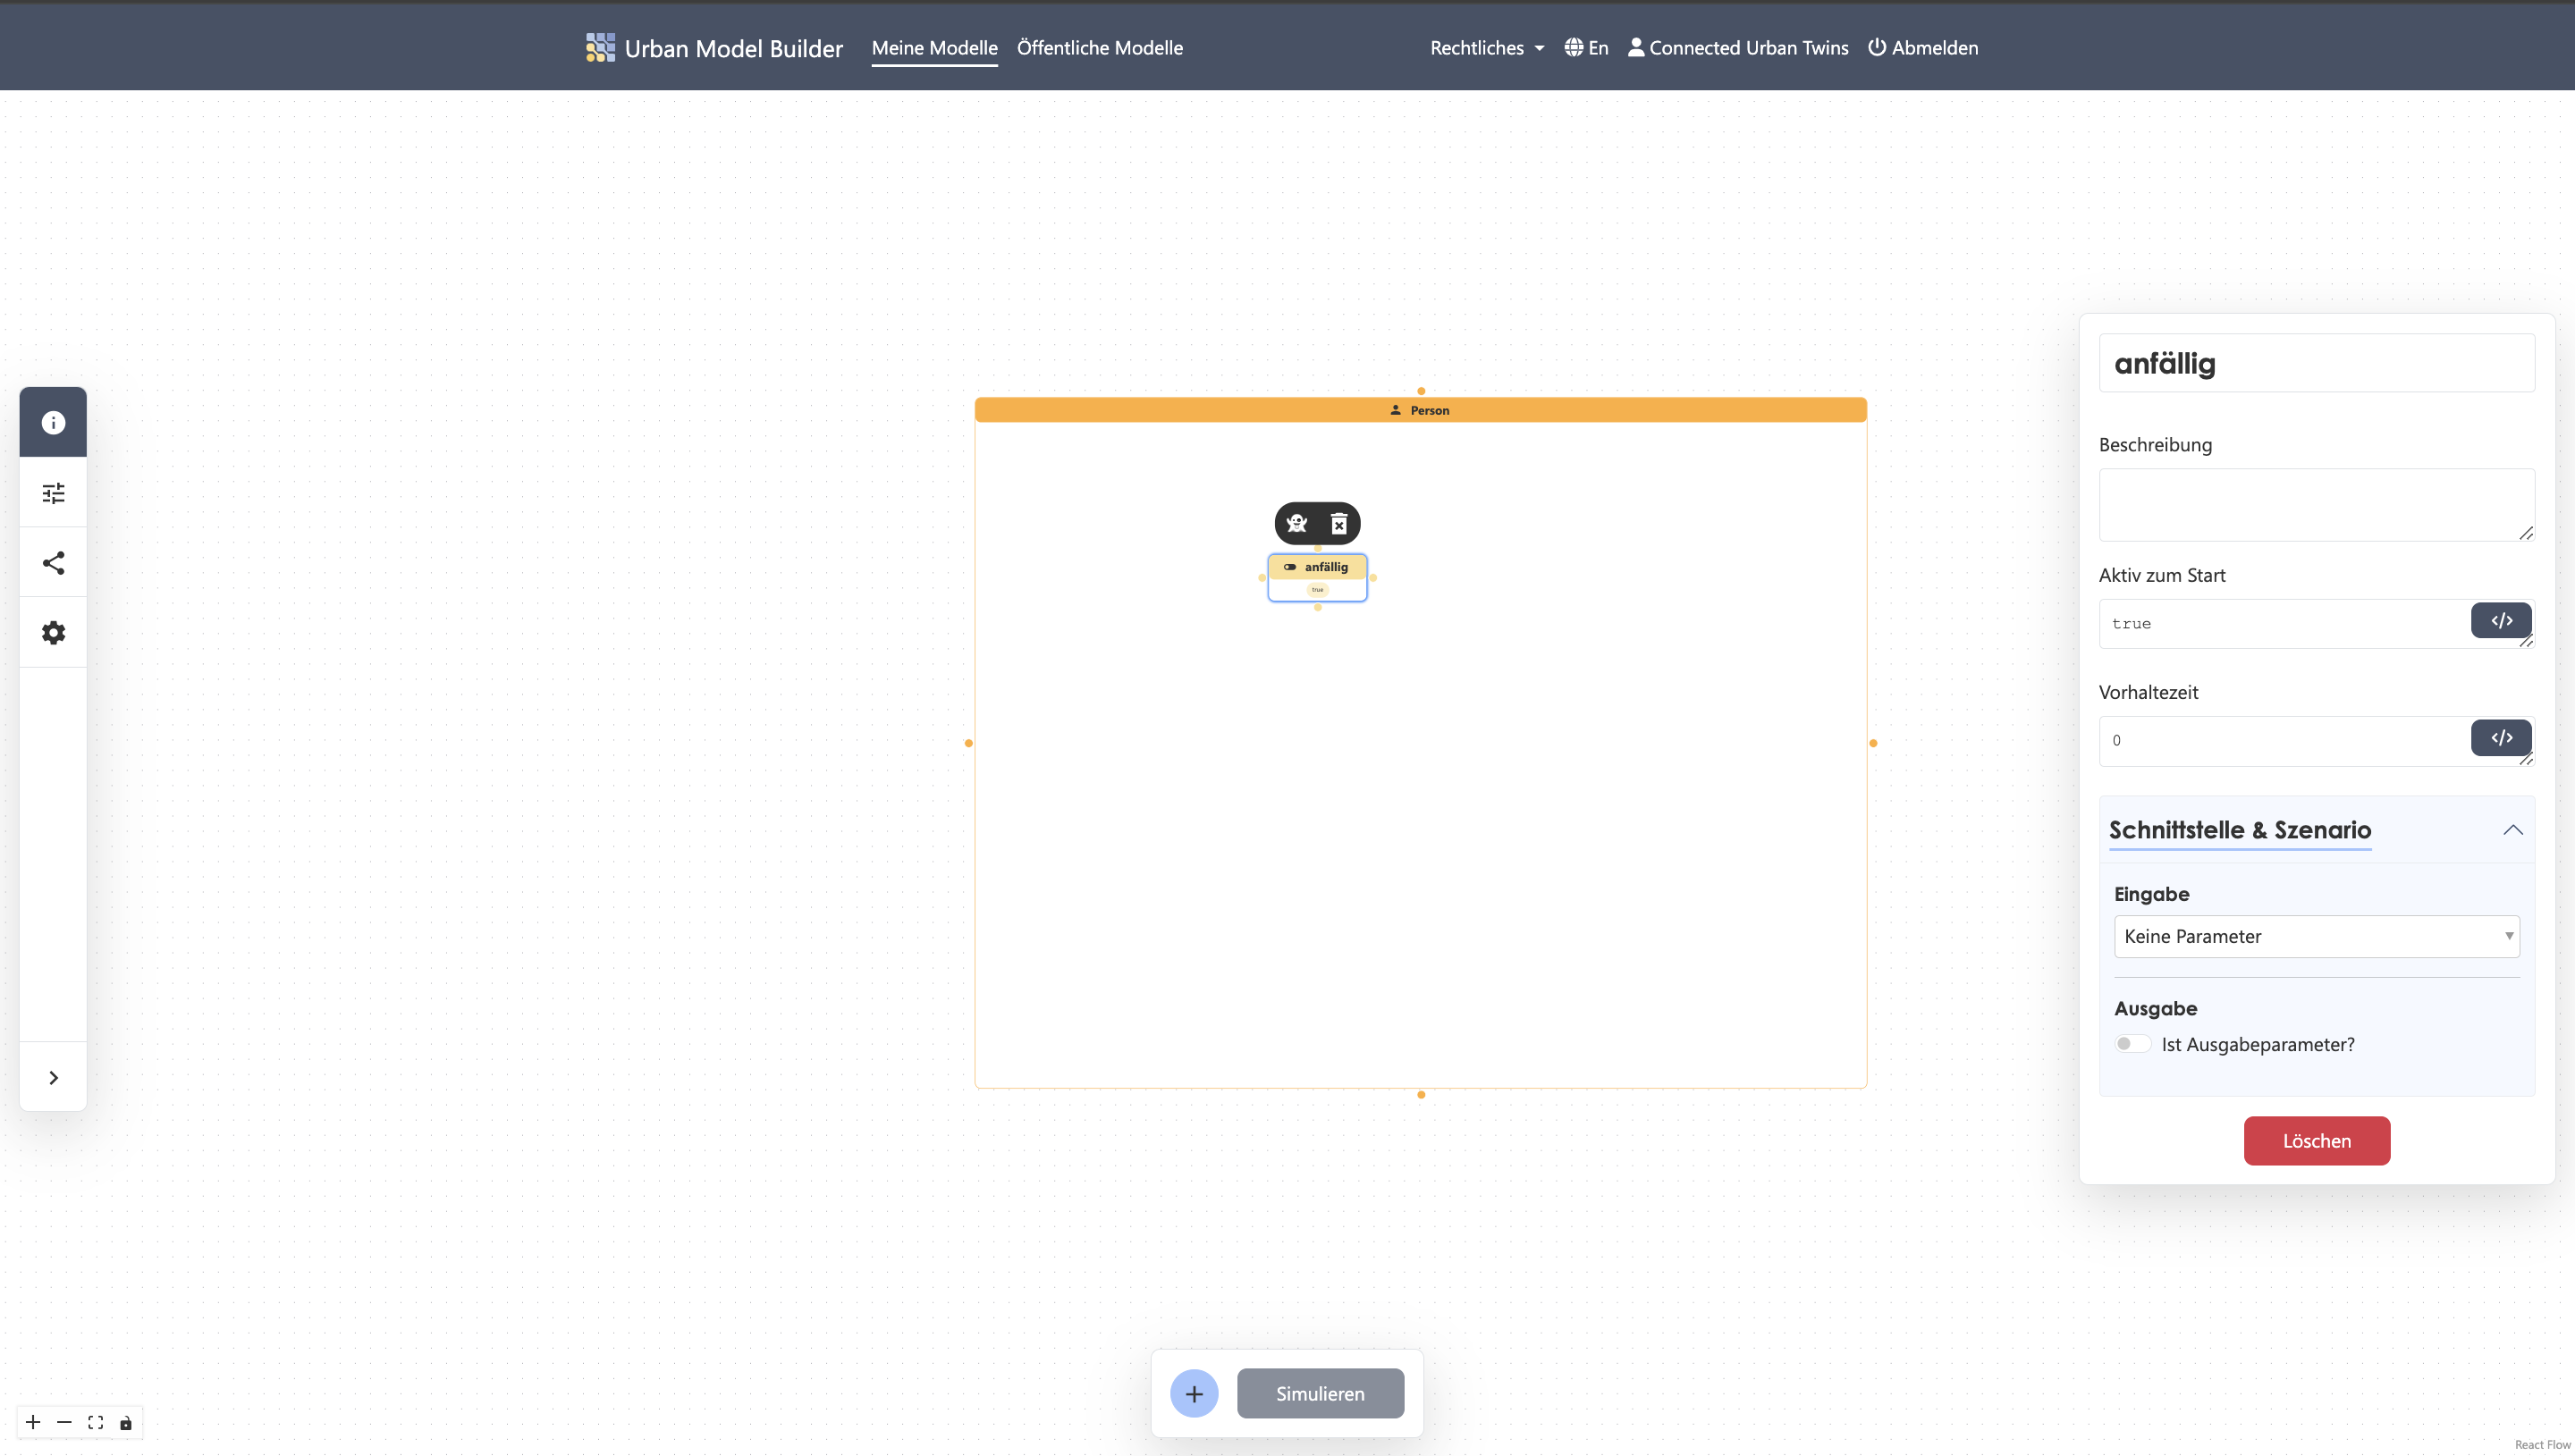 Urban Model Builder
Meine Modelle
Öffentliche Modelle
Rechtliches
En
Connected Urban Twins
Abmelden
Person
anfällig
true
anfällig
Beschreibung
Aktiv zum Start
true
</>
Vorhaltezeit
0
</>
Schnittstelle & Szenario
Eingabe
Keine Parameter
Ausgabe
Ist Ausgabeparameter?
Löschen
Simulieren
React Flow